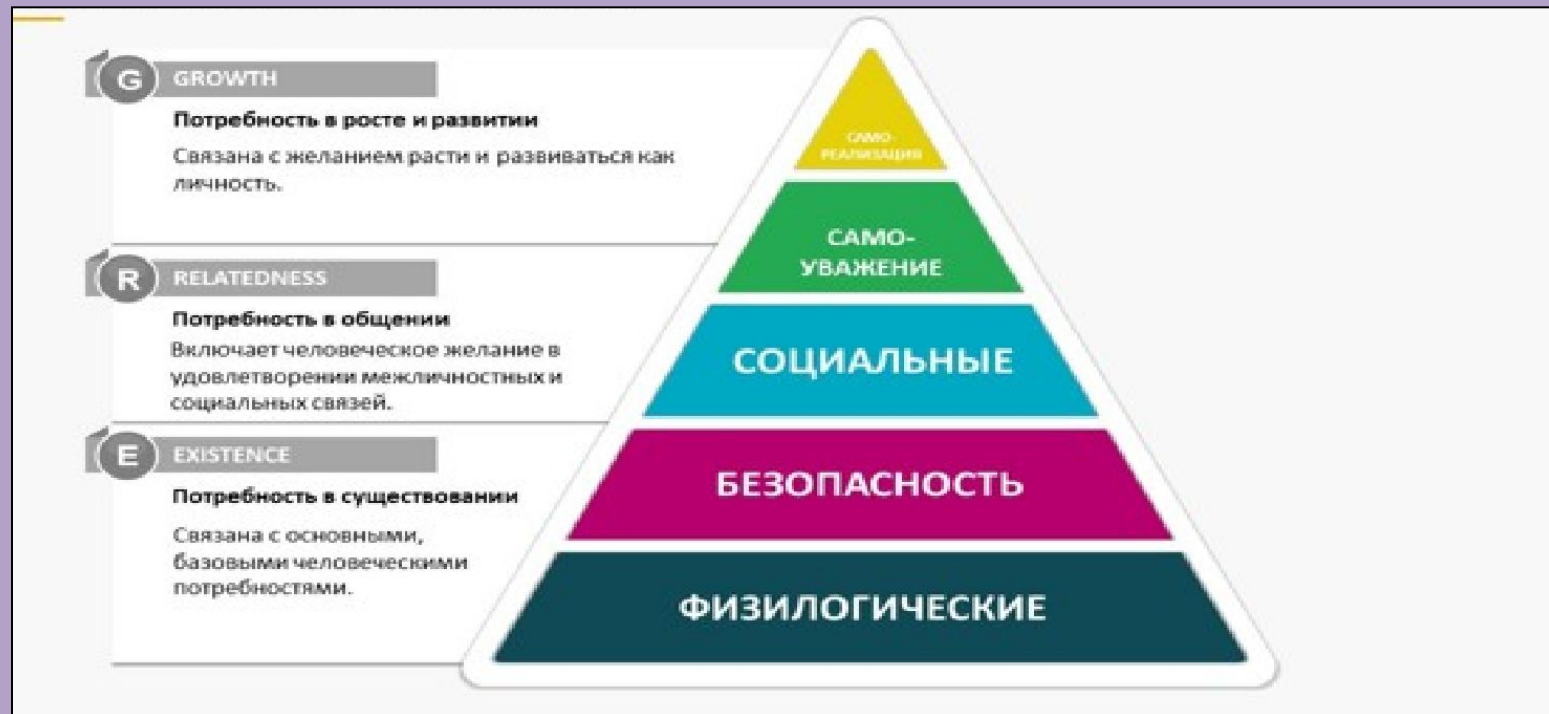 G GROWTH
Потребность в росте и развитии
Связана с желанием расти и развиваться как
личность.
R RELATEDNESS
Потребность в общении
Включает человеческое желание в
удовлетворении межличностных и
социальных связей.
E EXISTENCE
Потребность в существовании
Связана с основными,
базовыми человеческими
потребностями.
САМО-
РЕАЛИЗАЦИЯ
САМО-
УВАЖЕНИЕ
СОЦИАЛЬНЫЕ
БЕЗОПАСНОСТЬ
ФИЗИЛОГИЧЕСКИЕ